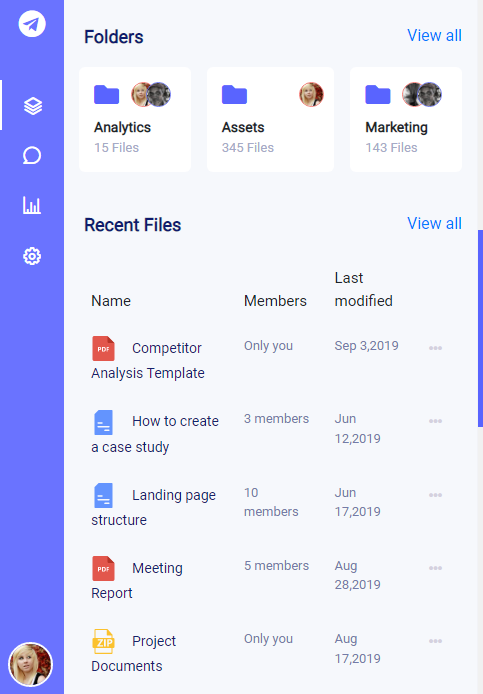 Folders
View all
Analytics
15 Files
Assets
345 Files
Marketing
143 Files
Recent Files
View all
Name
Members
Last
modified
PDF
Competitor
Analysis Template
Only you
Sep 3,2019
How to create
a case study
3 members
Jun
12,2019
Landing page
structure
10
members
Jun
17,2019
PDF
Meeting
Report
5 members
Aug
28,2019
ZIP
Project
Documents
Only you
Aug
17,2019